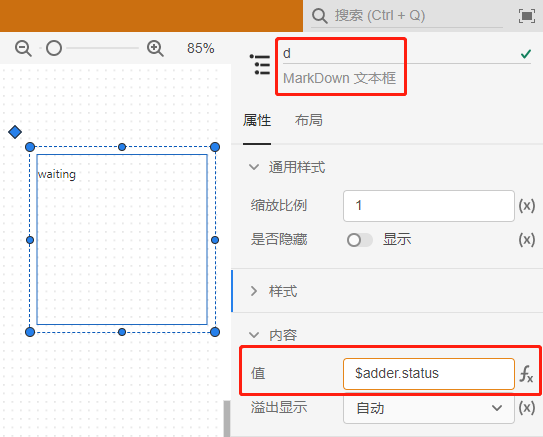 搜索 (Ctrl + Q)
85%
d
MarkDown 文本框
属性 布局
waiting
通用样式
缩放比例 1 (x)
是否隐藏 显示 (x)
样式
内容
值 $adder.status fx
溢出显示 自动 (x)